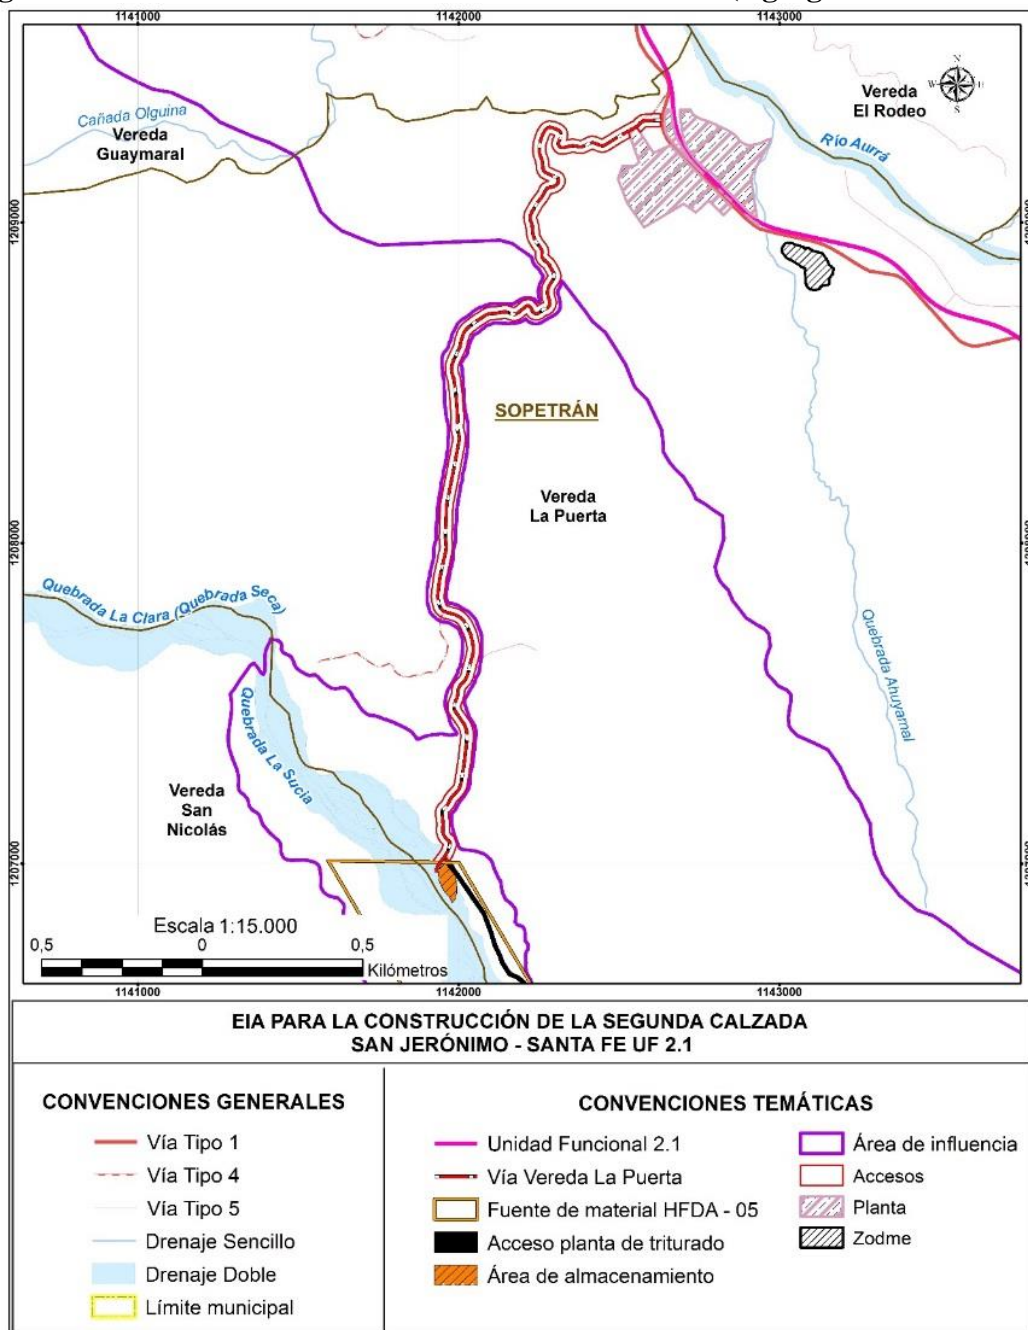 1141000
1142000
1143000
N
W
S
Vereda
El Rodeo
Cañada Olguina
Vereda
Guaymaral
Río Aurrá
1209000
SOPETRÁN
Vereda
La Puerta
1208000
1208000
Quebrada La Clara (Quebrada Seca)
Quebrada Ahuyamal
Quebrada La Sucia
Vereda
San
Nicolás
1207000
Escala 1:15.000
0,5
0
0,5
Kilómetros
1141000
1142000
1143000
EIA PARA LA CONSTRUCCIÓN DE LA SEGUNDA CALZADA
SAN JERÓNIMO - SANTA FE UF 2.1
CONVENCIONES GENERALES
Vía Tipo 1
Vía Tipo 4
Vía Tipo 5
Drenaje Sencillo
Drenaje Doble
Límite municipal
CONVENCIONES TEMÁTICAS
Unidad Funcional 2.1
Vía Vereda La Puerta
Fuente de material HFDA - 05
Acceso planta de triturado
Área de almacenamiento
Área de influencia
Accesos
Planta
Zodme